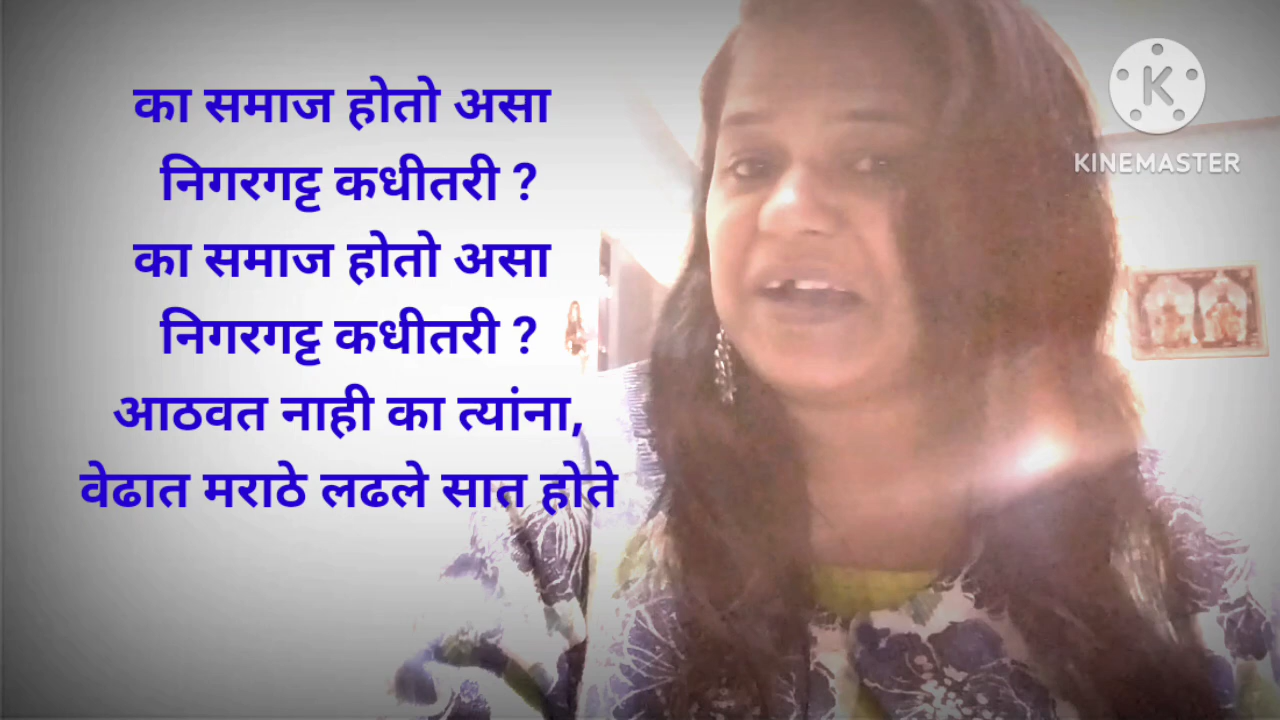 का समाज होतो असा
निगरगट्ट कधीतरी ?
का समाज होतो असा
निगरगट्ट कधीतरी ?
आठवत नाही का त्यांना,
वेढात मराठे लढले सात होते
K
KINEMASTER